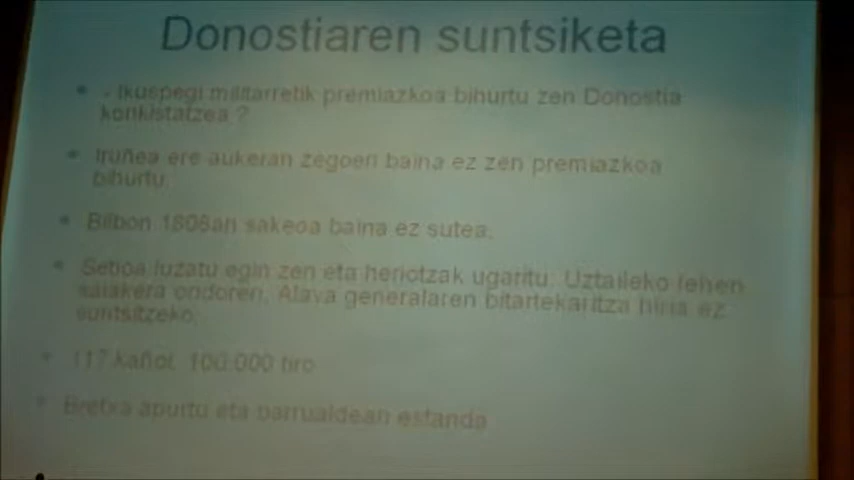 Donostiaren suntsiketa
- Ikuspegi militarretik premiazkoa bihurtu zen Donostia
konkistatzea ?
Iruñea ere aukeran zegoen baina ez zen premiazkoa
bihurtu.
Bilbon 1808an sakeoa baina ez sutea.
Setioa luzatu egin zen eta heriotzak ugaritu. Uztaileko lehen
saiakera ondoren, Alava generalaren bitartekaritza hiria ez
suntsitzeko.
117 kañoi, 100.000 tiro
Bretxa apurtu eta barrualdean estanda